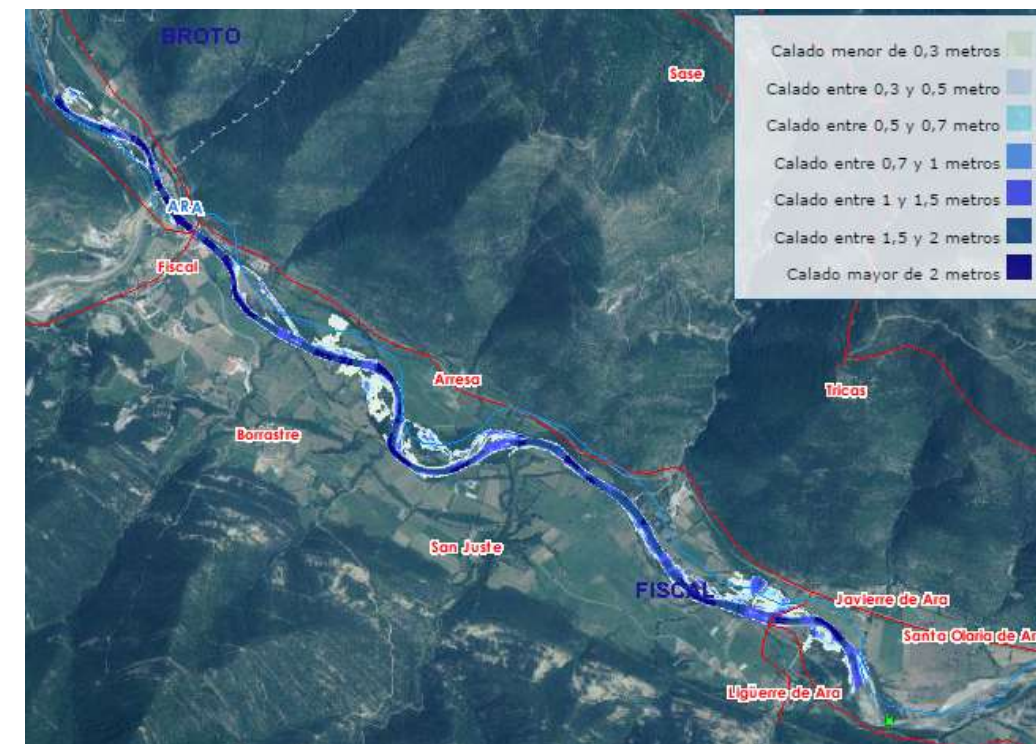 BROTO
Sase
Calado menor de 0,3 metros
Calado entre 0,3 y 0,5 metro
Calado entre 0,5 y 0,7 metro
Calado entre 0,7 y 1 metros
Calado entre 1 y 1,5 metros
Calado entre 1,5 y 2 metros
Calado mayor de 2 metros
ARA
Fiscal
Arresa
Tricas
Borrastre
San Juste
FISCAL
Javierre de Ara
Santa Olaria de Ar
Ligüerre de Ara